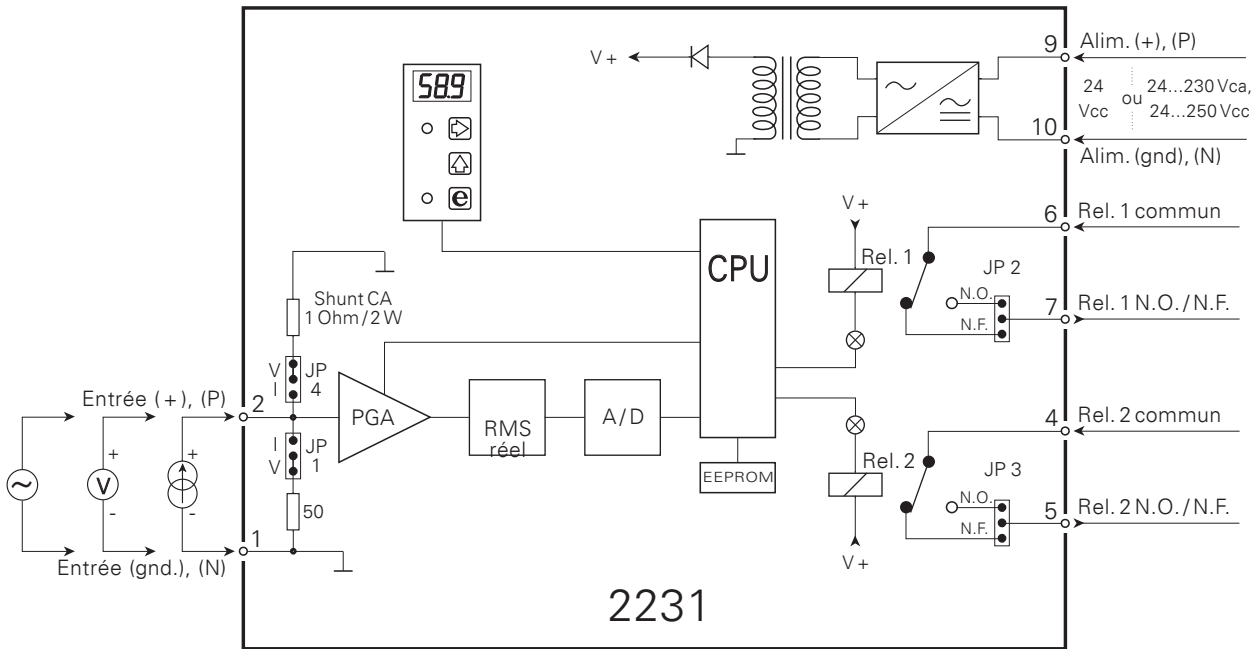 9
Alim. (+), (P)
V+
58.9
24
Vcc
ou
24...230 Vca,
24...250 Vcc
10
Alim. (gnd), (N)
e
V+
6
Rel. 1 commun
CPU
Rel. 1
JP 2
Shunt CA
1 Ohm/2 W
N.O.
7
Rel. 1 N.O./N.F.
N.F.
V
I
JP
4
Entrée (+), (P)
2
PGA
RMS
réel
A/D
4
Rel. 2 commun
I
V
JP
1
+
V
-
+
-
Rel. 2
EEPROM
JP 3
N.O.
50
5
Rel. 2 N.O./N.F.
N.F.
1
Entrée (gnd.), (N)
V+
2231